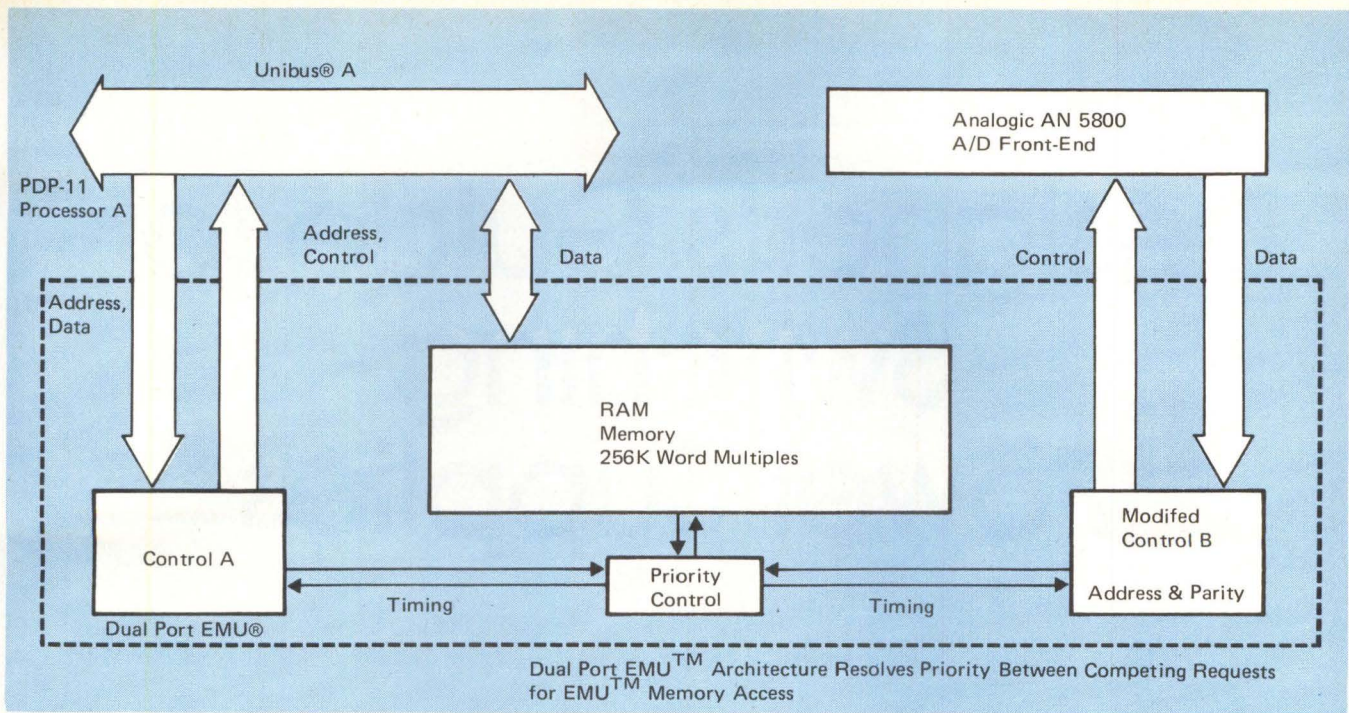 Unibus® A
Analogic AN 5800
A/D Front-End
PDP-11
Processor A
Address,
Control
Data
Control
Data
Address,
Data
RAM
Memory
256K Word Multiples
Control A
Priority
Control
Modifed
Control B
Address & Parity
Timing
Timing
Dual Port EMU®
Dual Port EMU™ Architecture Resolves Priority Between Competing Requests
for EMU™ Memory Access